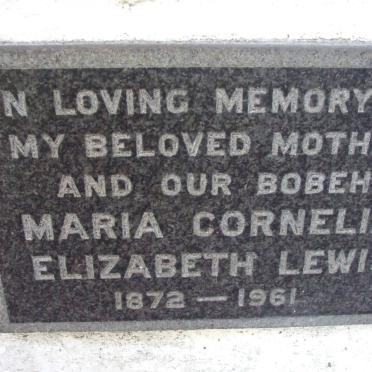 N LOVING MEMORY
MY BELOVED MOTH
AND OUR BOBEH
MARIA CORNELI
ELIZABETH LEWI
1872 — 1961